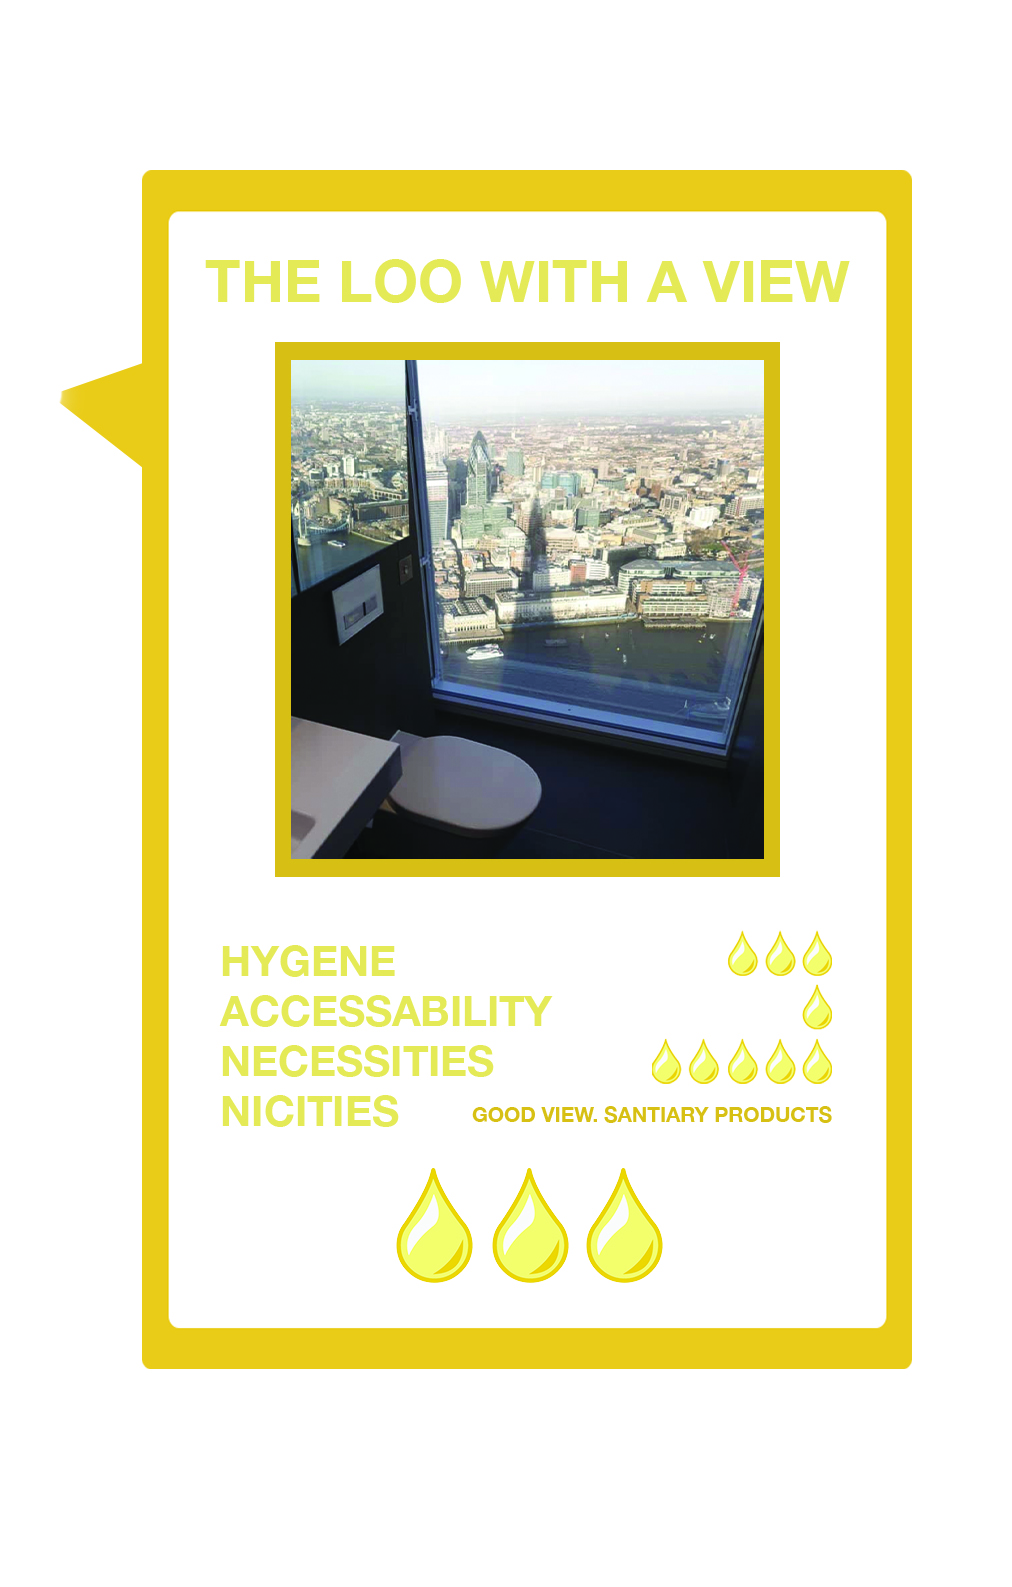 THE LOO WITH A VIEW
HYGENE
ACCESSABILITY
NECESSITIES
NICITIES GOOD VIEW. SANTIARY PRODUCTS